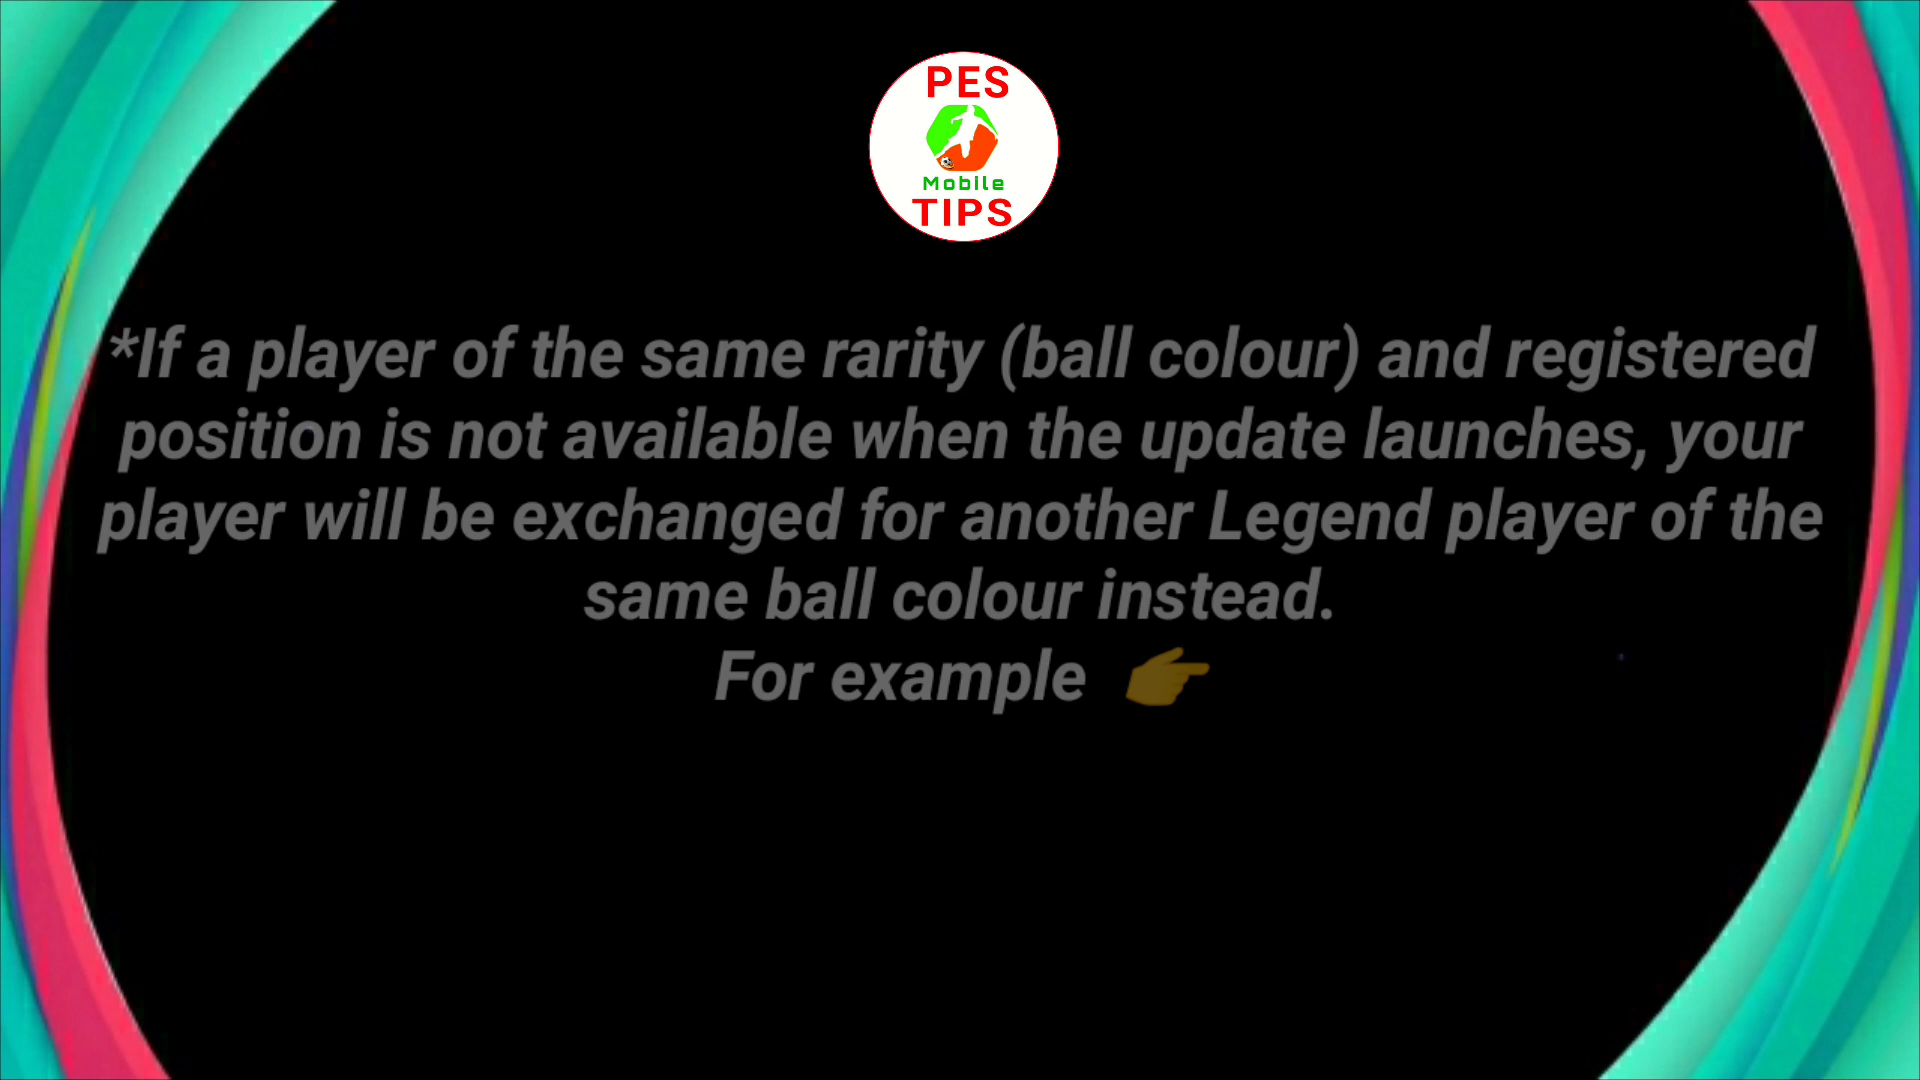 PES
Mobile
TIPS
*If a player of the same rarity (ball colour) and registered
position is not available when the update launches, your
player will be exchanged for another Legend player of the
same ball colour instead.
For example 👉